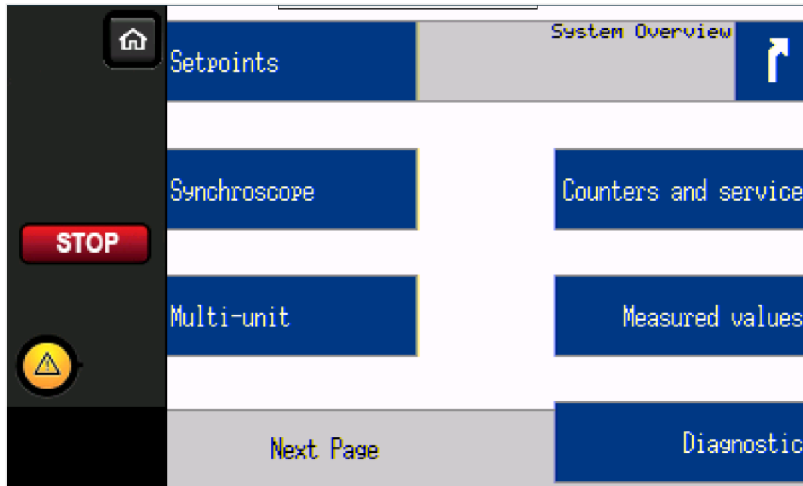 Setpoints
System Overview
Synchroscope
Counters and service
STOP
Multi-unit
Measured values
Next Page
Diagnostic